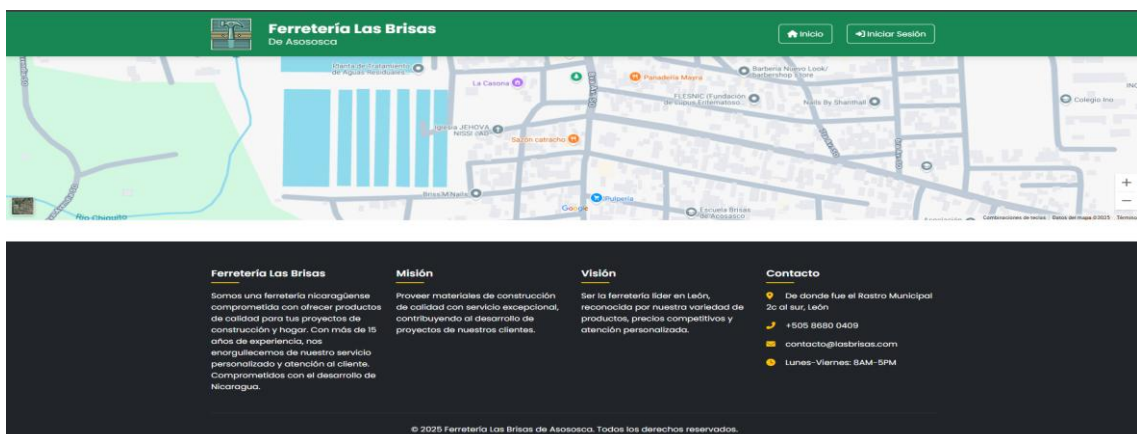 Ferretería Las Brisas
De Asososca
Inicio
Iniciar Sesión
Planta de Tratamiento
de Aguas Residuales
La Casona
Panadella Mayra
Barberia Nuevo Look/
barbershop store
FLESNIC (Fundación
de Lupus Eritematoso
Nails By Shanthall
Colegio Ino
Iglesia JEHOVA
NISSI (IAB)
Sazón catracho
Briss M Nails
Pulpería
Google
Escuela Brisas
de Acosasco
Río Chiquito
Combinaciones de teclas
Datos del mapa ©2025
Ferretería Las Brisas
Somos una ferretería nicaragüense
comprometida con ofrecer productos
de calidad para tus proyectos de
construcción y hogar. Con más de 15
años de experiencia, nos
enorgullecemos de nuestro servicio
personalizado y atención al cliente.
Comprometidos con el desarrollo de
Nicaragua.
Misión
Proveer materiales de construcción
de calidad con servicio excepcional,
contribuyendo al desarrollo de
proyectos de nuestros clientes.
Visión
Ser la ferretería líder en León,
reconocida por nuestra variedad de
productos, precios competitivos y
atención personalizada.
Contacto
De donde fue el Rastro Municipal
2c al sur, León
+505 8680 0409
contacto@lasbrisas.com
Lunes-Viernes: 8AM-5PM
© 2025 Ferretería Las Brisas de Asososca. Todos los derechos reservados.